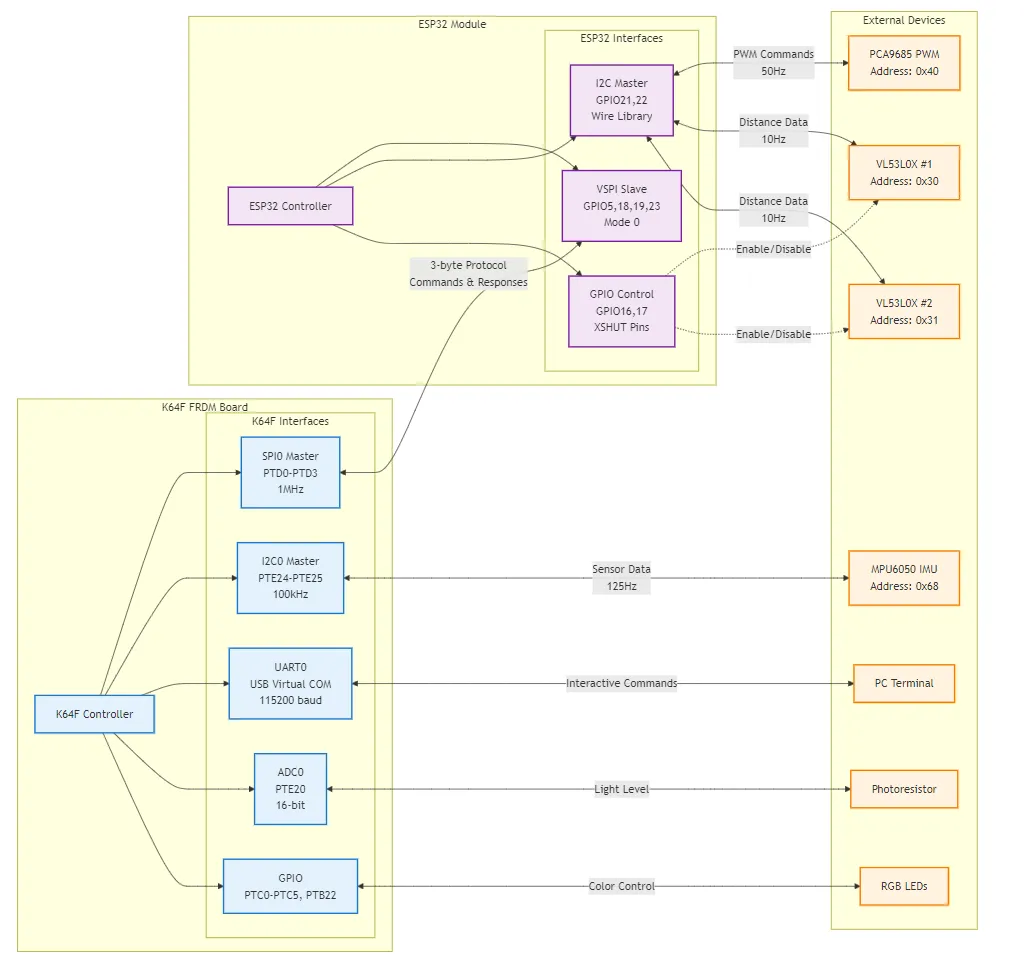 ESP32 Module
ESP32 Interfaces
I2C Master
GPIO21,22
Wire Library
VSPI Slave
GPIO5,18,19,23
Mode 0
GPIO Control
GPIO16,17
XSHUT Pins
ESP32 Controller
3-byte Protocol
Commands & Responses
PWM Commands
50Hz
Distance Data
10Hz
Distance Data
10Hz
Enable/Disable
Enable/Disable
External Devices
PCA9685 PWM
Address: 0x40
VL53L0X #1
Address: 0x30
VL53L0X #2
Address: 0x31
K64F FRDM Board
K64F Interfaces
SPI0 Master
PTD0-PTD3
1MHz
I2C0 Master
PTE24-PTE25
100kHz
UART0
USB Virtual COM
115200 baud
K64F Controller
ADC0
PTE20
16-bit
GPIO
PTC0-PTC5, PTB22
Sensor Data
125Hz
Interactive Commands
Light Level
Color Control
MPU6050 IMU
Address: 0x68
PC Terminal
Photoresistor
RGB LEDs